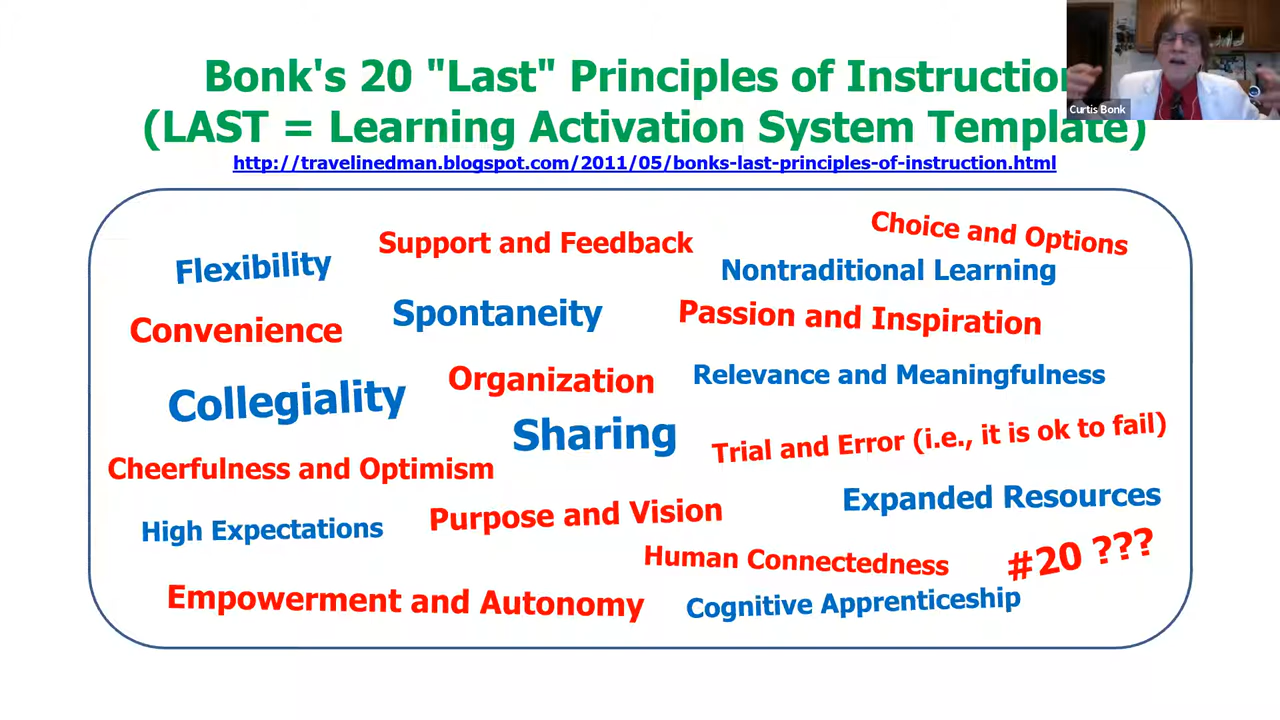 Bonk's 20 "Last" Principles of Instruction
(LAST = Learning Activation System Template)
http://travelinedman.blogspot.com/2011/05/bonks-last-principles-of-instruction.html
Curtis Bonk
Choice and Options
Support and Feedback
Flexibility
Nontraditional Learning
Spontaneity
Passion and Inspiration
Convenience
Organization
Relevance and Meaningfulness
Collegiality
Sharing
Trial and Error (i.e., it is ok to fail)
Cheerfulness and Optimism
Expanded Resources
High Expectations
Purpose and Vision
Human Connectedness
#20 ???
Empowerment and Autonomy
Cognitive Apprenticeship